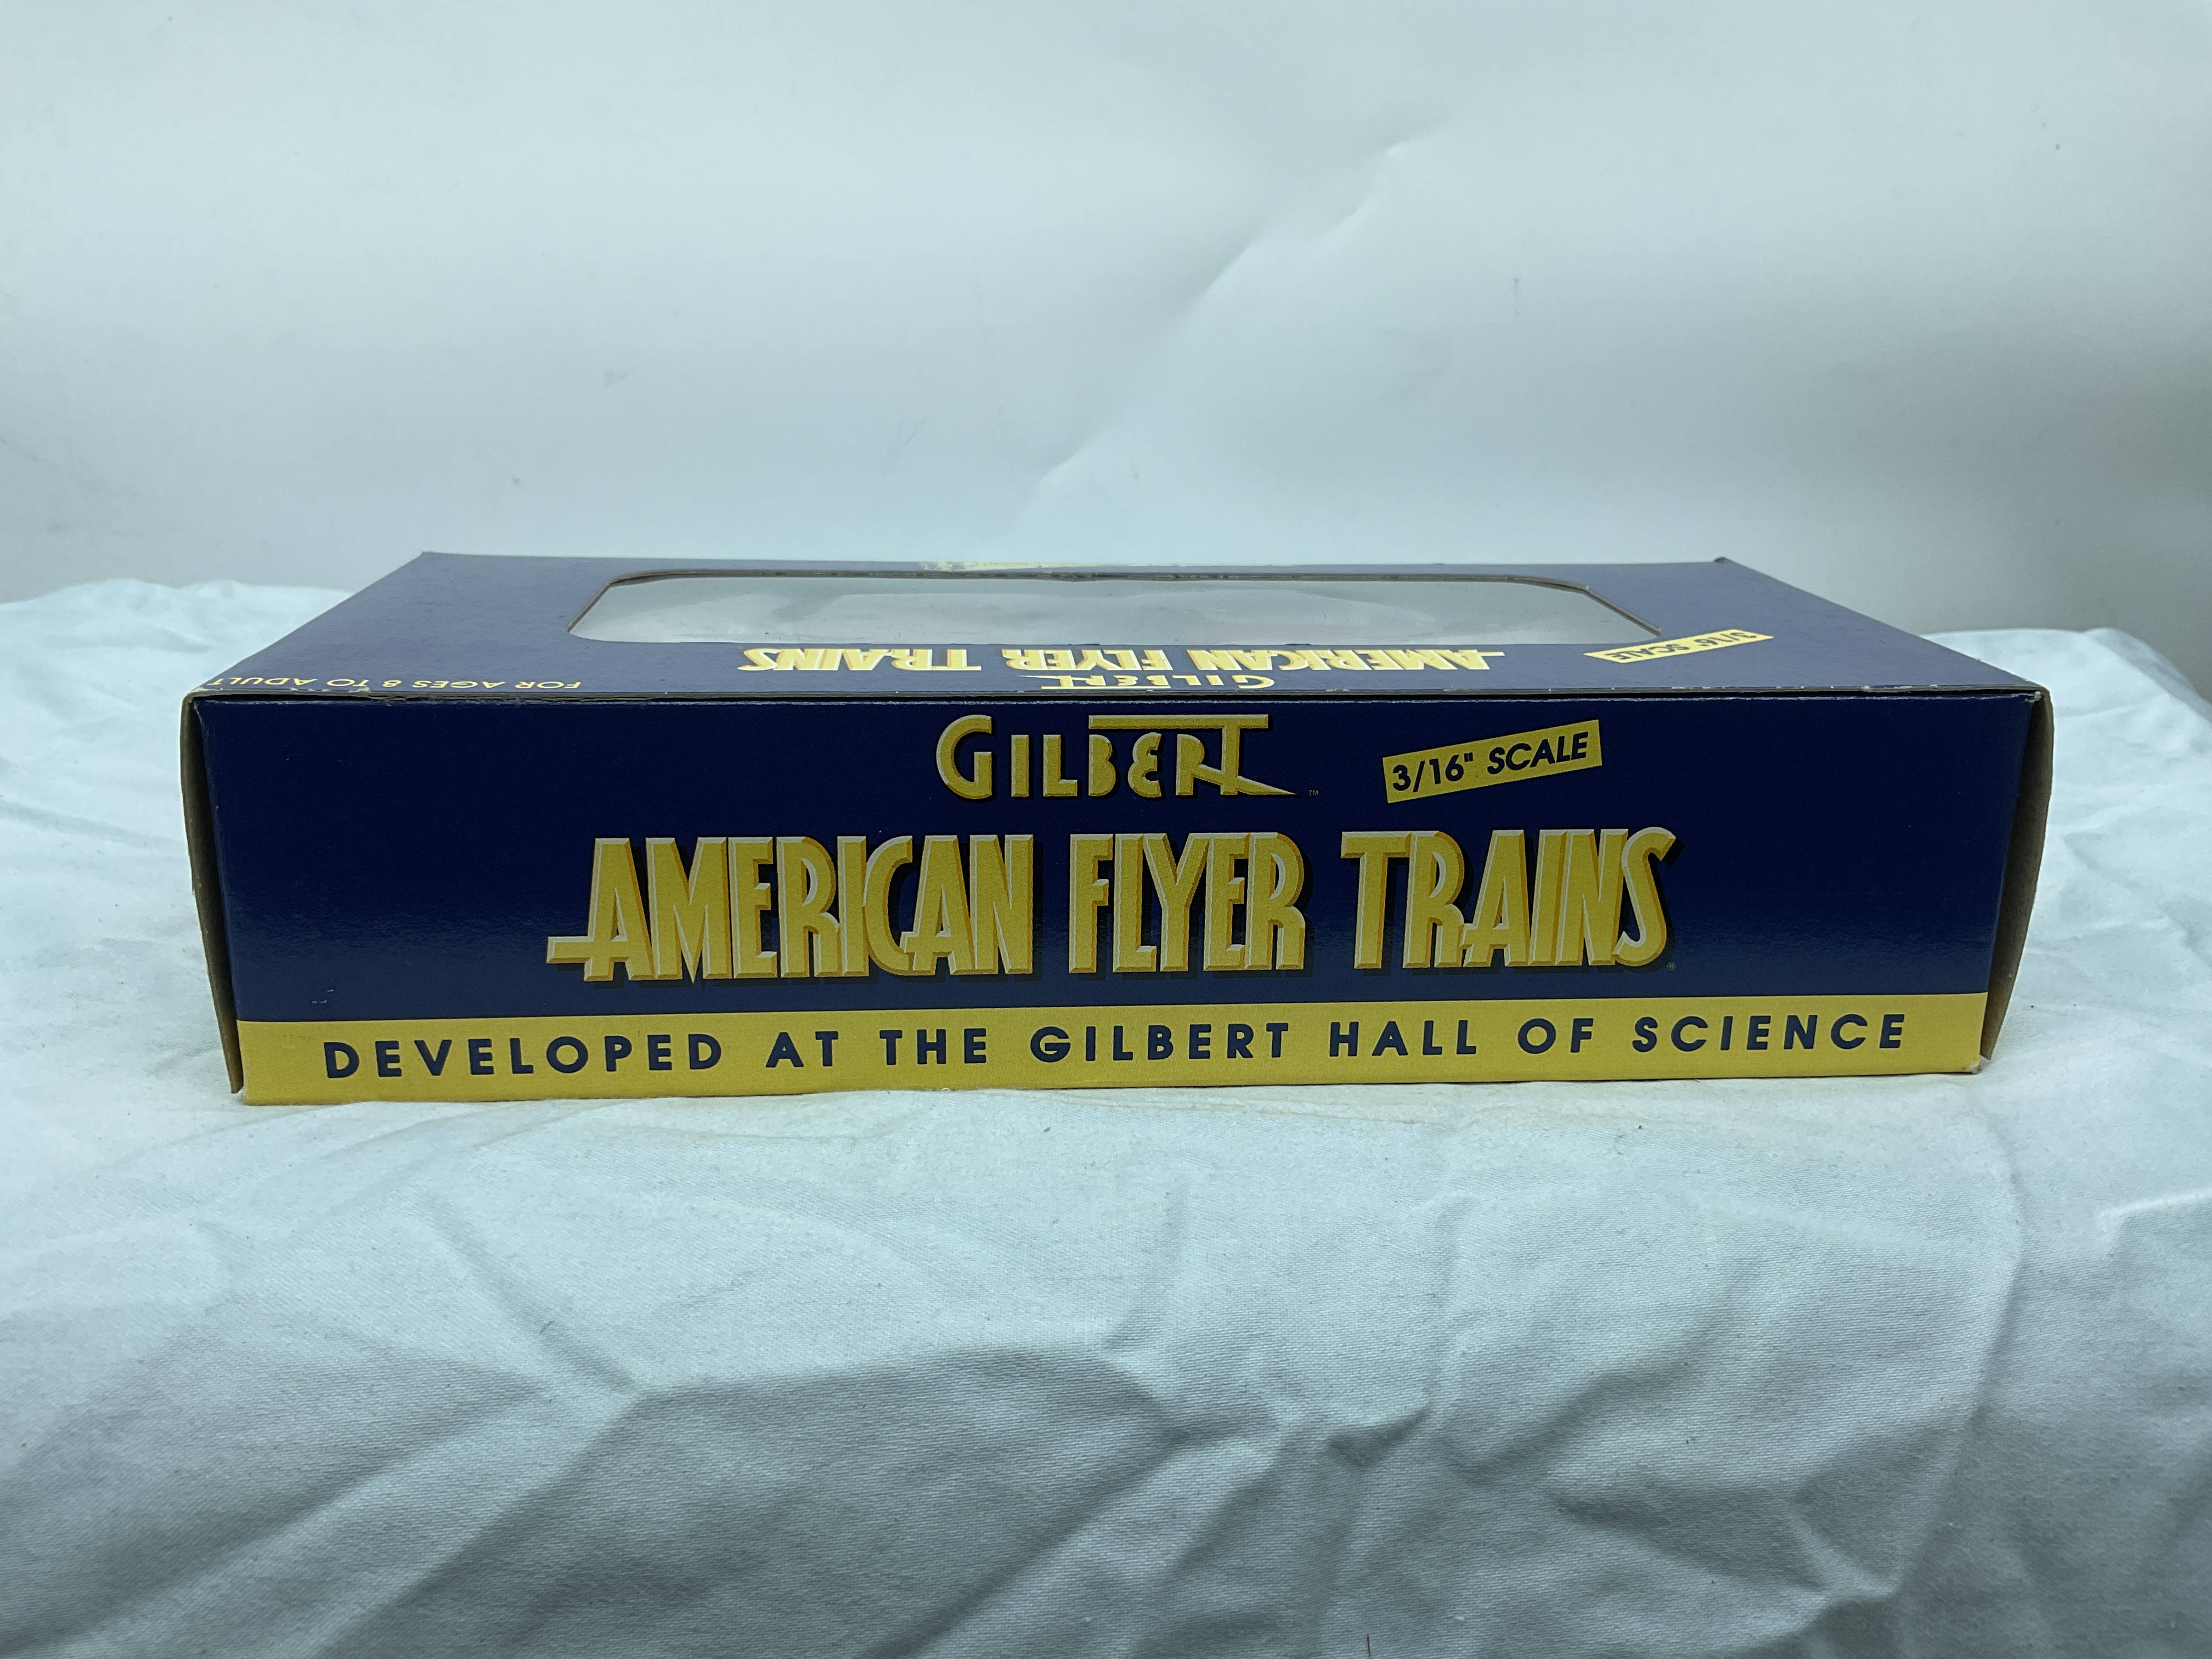 3/16" SCALE
AMERICAN FLYER TRAINS
GILBERT
FOR AGES 8 TO ADULT
GILBERT™
3/16" SCALE
AMERICAN FLYER TRAINS®
DEVELOPED AT THE GILBERT HALL OF SCIENCE